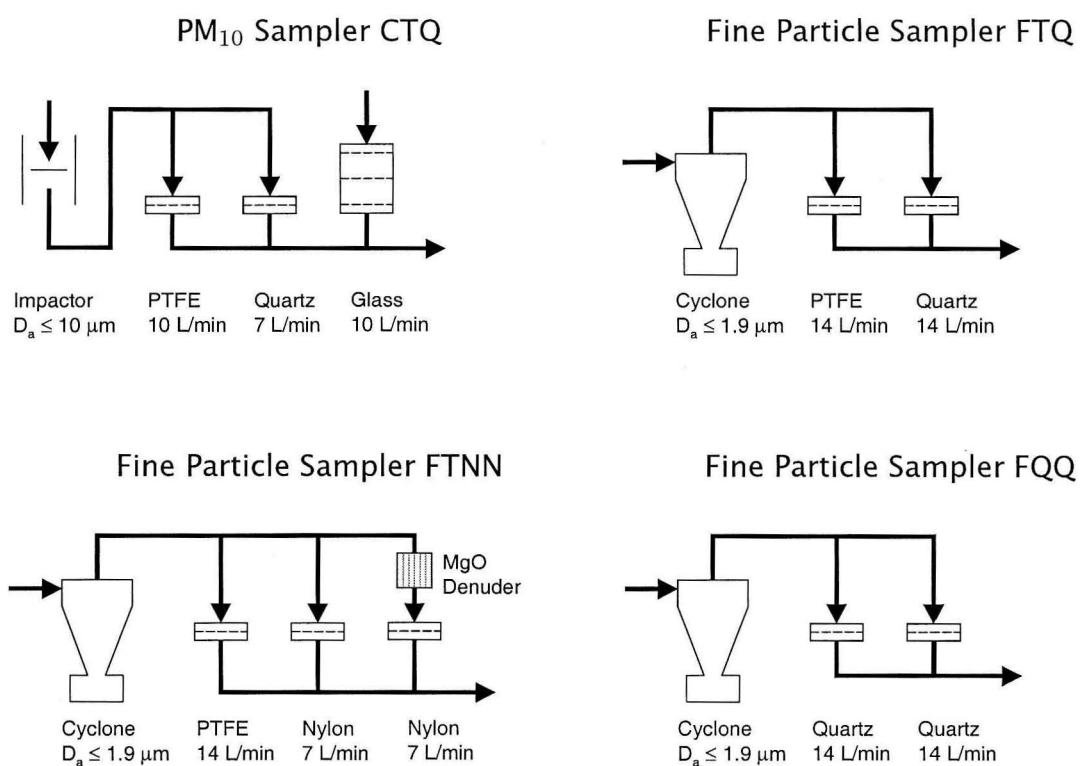 PM₁₀ Sampler CTQ
Impactor PTFE Quartz Glass
Dₐ ≤ 10 μm 10 L/min 7 L/min 10 L/min
Fine Particle Sampler FTQ
Cyclone PTFE Quartz
Dₐ ≤ 1.9 μm 14 L/min 14 L/min
Fine Particle Sampler FTNN
MgO
Denuder
Cyclone PTFE Nylon Nylon
Dₐ ≤ 1.9 μm 14 L/min 7 L/min 7 L/min
Fine Particle Sampler FQQ
Cyclone Quartz Quartz
Dₐ ≤ 1.9 μm 14 L/min 14 L/min